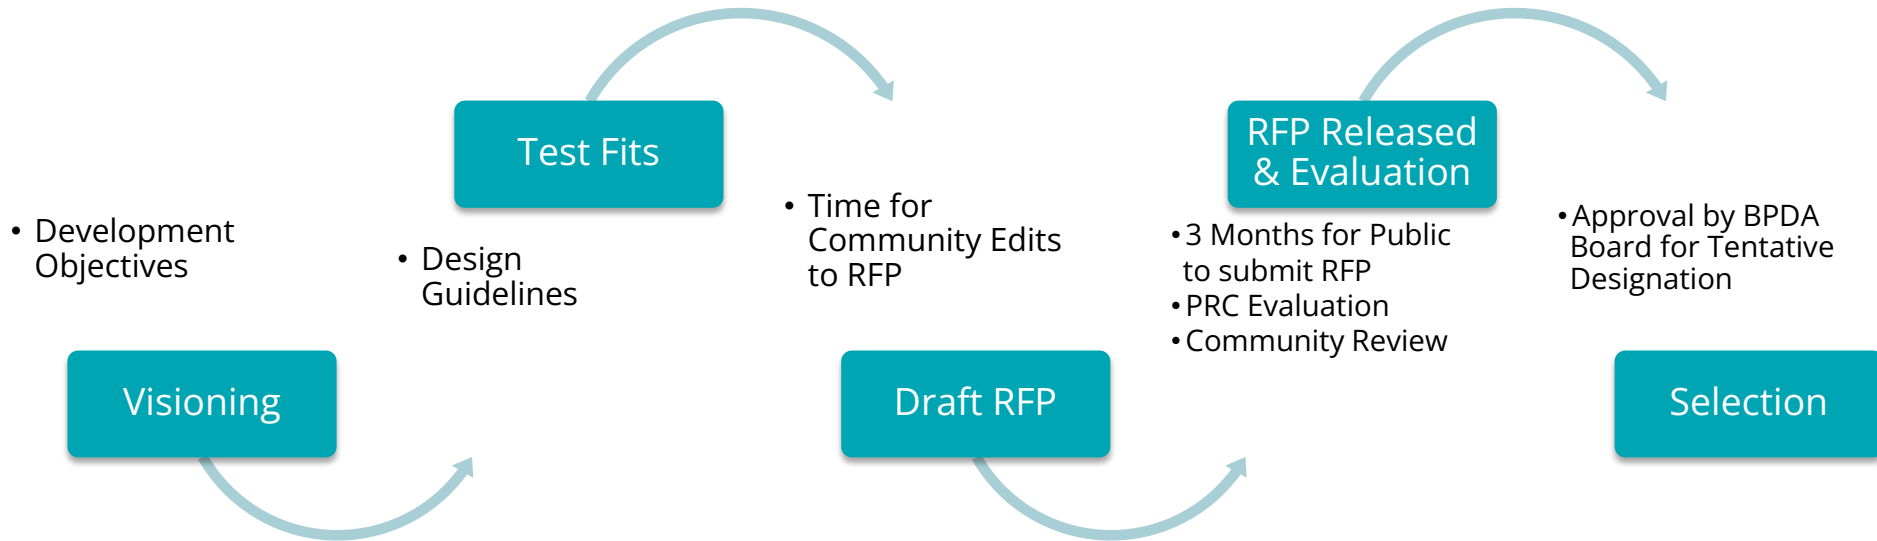 • Development
Objectives
Visioning
Test Fits
• Design
Guidelines
• Time for
Community Edits
to RFP
Draft RFP
RFP Released
& Evaluation
• 3 Months for Public
to submit RFP
• PRC Evaluation
• Community Review
• Approval by BPDA
Board for Tentative
Designation
Selection